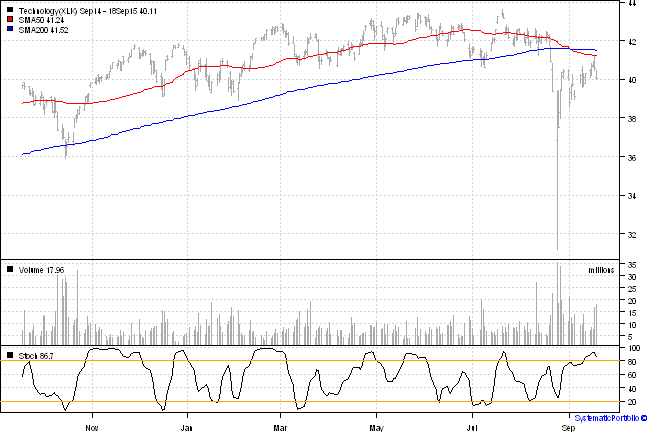 Technology(XLK) Sep14 - 18Sep15 40.11
SMA50 41.24
SMA200 41.52
44
42
40
38
36
34
32
Volume 17.96
millions
35
30
25
20
15
10
5
Stoch 86.7
100
80
60
40
20
Nov
Jan
Mar
May
Jul
Sep
SystematicPortfolio ©